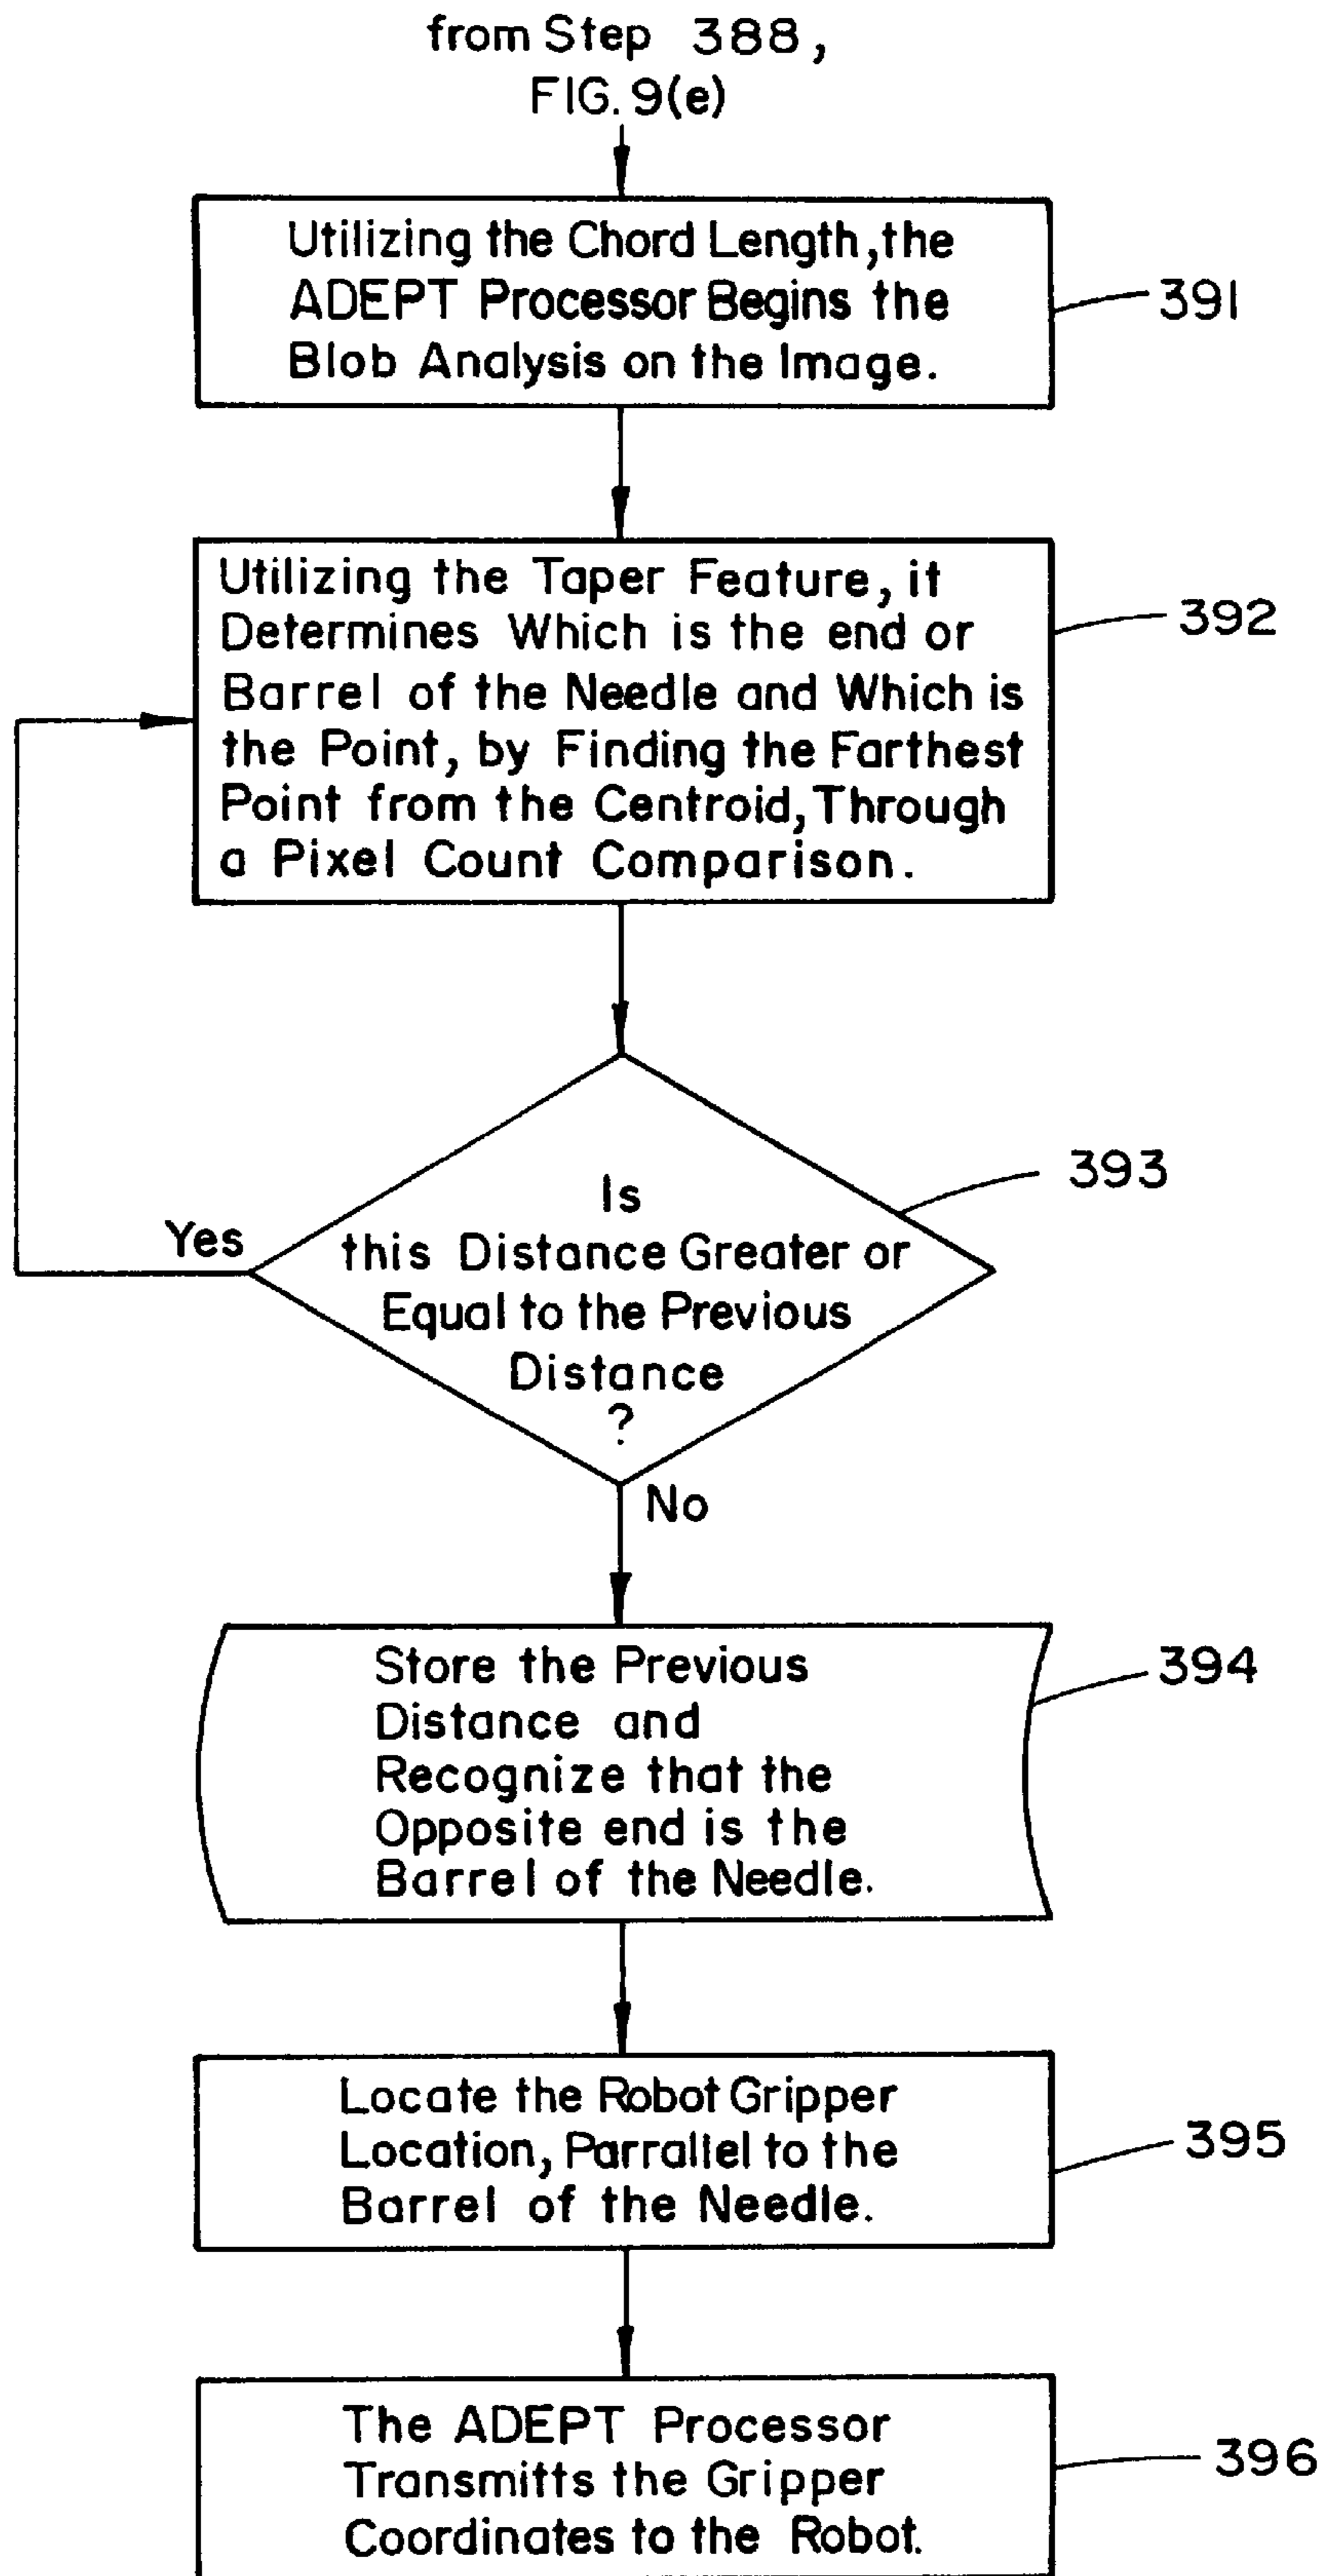 from Step 388,
FIG. 9(e)
Utilizing the Chord Length, the
ADEPT Processor Begins the
Blob Analysis on the Image.
391
Utilizing the Taper Feature, it
Determines Which is the end or
Barrel of the Needle and Which is
the Point, by Finding the Farthest
Point from the Centroid, Through
a Pixel Count Comparison.
392
Is
this Distance Greater or
Equal to the Previous
Distance
?
393
Yes
No
Store the Previous
Distance and
Recognize that the
Opposite end is the
Barrel of the Needle.
394
Locate the Robot Gripper
Location, Parrallel to the
Barrel of the Needle.
395
The ADEPT Processor
Transmitts the Gripper
Coordinates to the Robot.
396